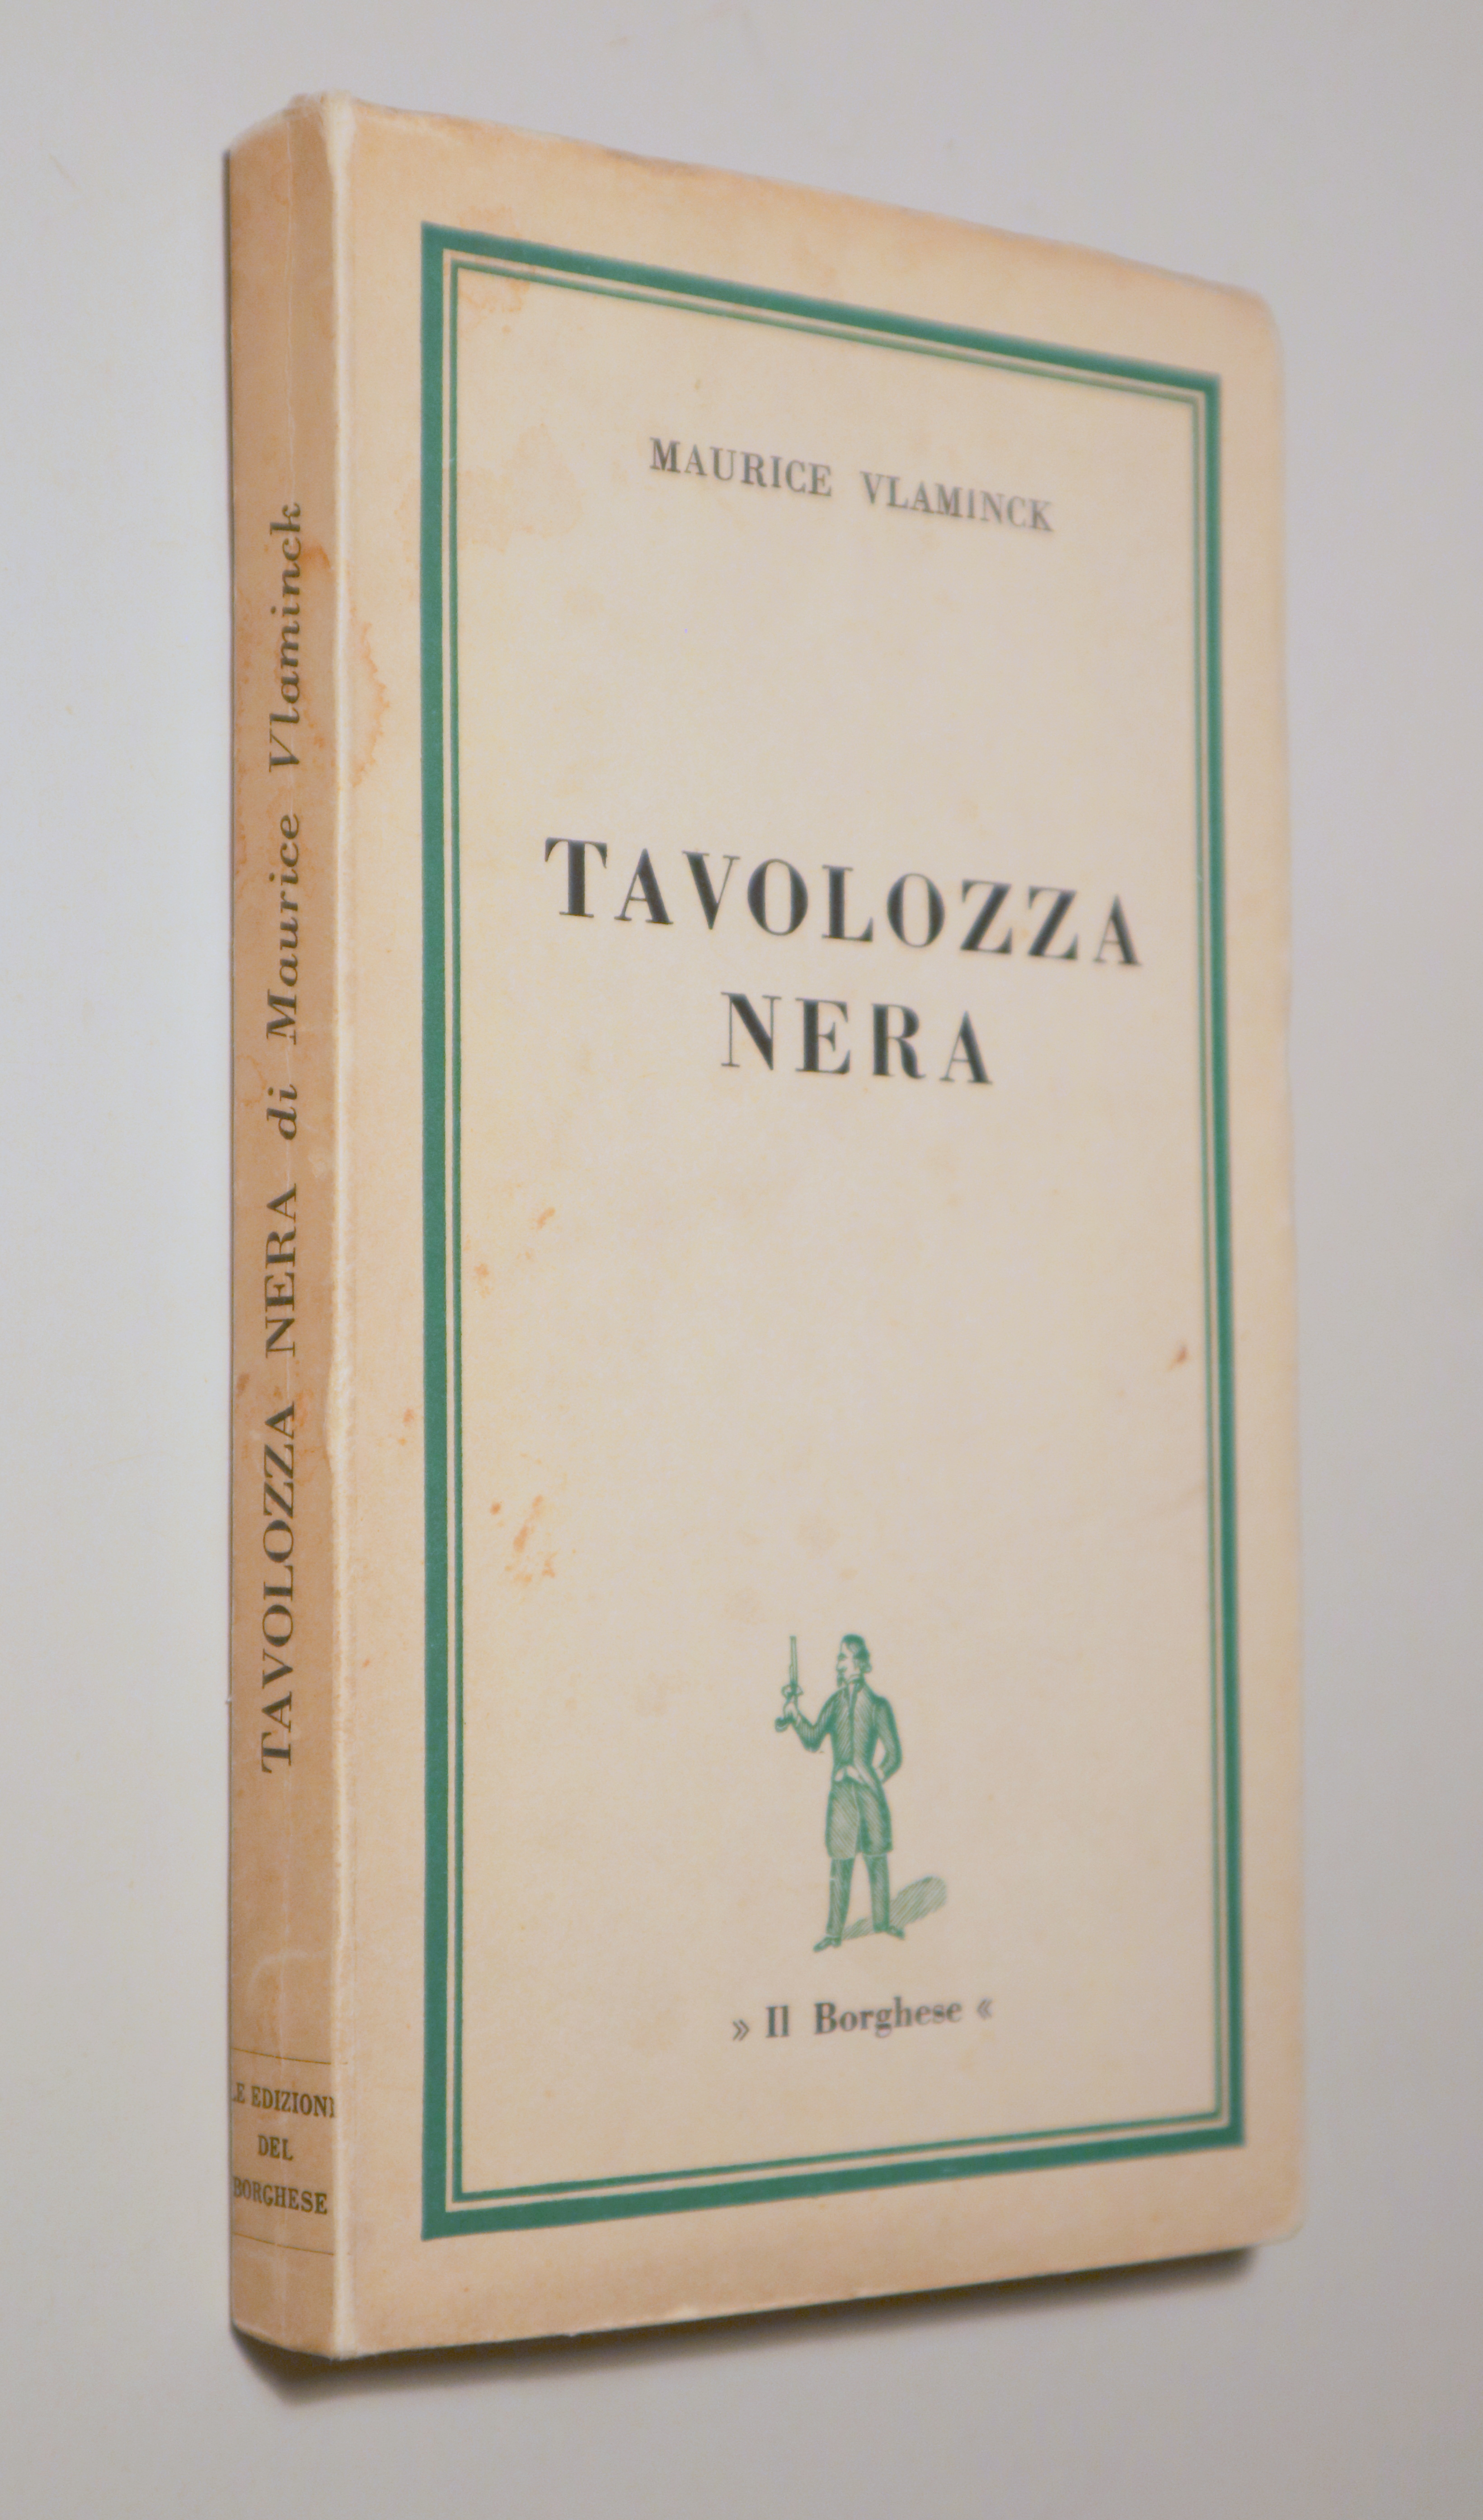 MAURICE VLAMINCK
TAVOLOZZA
NERA
» Il Borghese «
TAVOLOZZA NERA di Maurice Vlaminck
LE EDIZIONI
DEL
BORGHESE